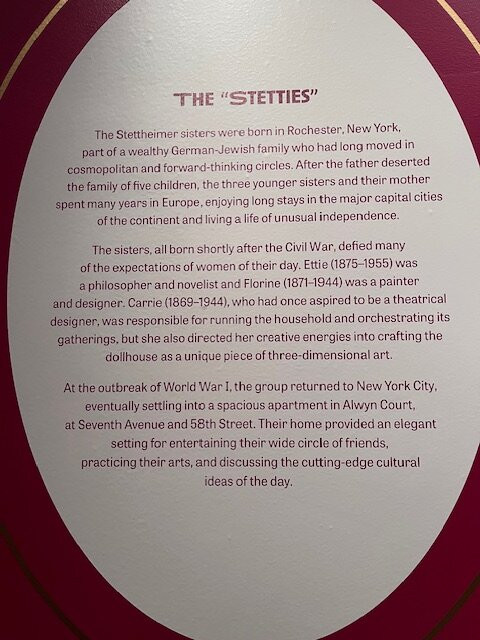 THE "STETTIES"
The Stettheimer sisters were born in Rochester, New York,
part of a wealthy German-Jewish family who had long moved in
cosmopolitan and forward-thinking circles. After the father deserted
the family of five children, the three younger sisters and their mother
spent many years in Europe, enjoying long stays in the major capital cities
of the continent and living a life of unusual independence.
The sisters, all born shortly after the Civil War, defied many
of the expectations of women of their day. Ettie (1875–1955) was
a philosopher and novelist and Florine (1871–1944) was a painter
and designer. Carrie (1869–1944), who had once aspired to be a theatrical
designer, was responsible for running the household and orchestrating its
gatherings, but she also directed her creative energies into crafting the
dollhouse as a unique piece of three-dimensional art.
At the outbreak of World War I, the group returned to New York City,
eventually settling into a spacious apartment in Alwyn Court,
at Seventh Avenue and 58th Street. Their home provided an elegant
setting for entertaining their wide circle of friends,
practicing their arts, and discussing the cutting-edge cultural
ideas of the day.